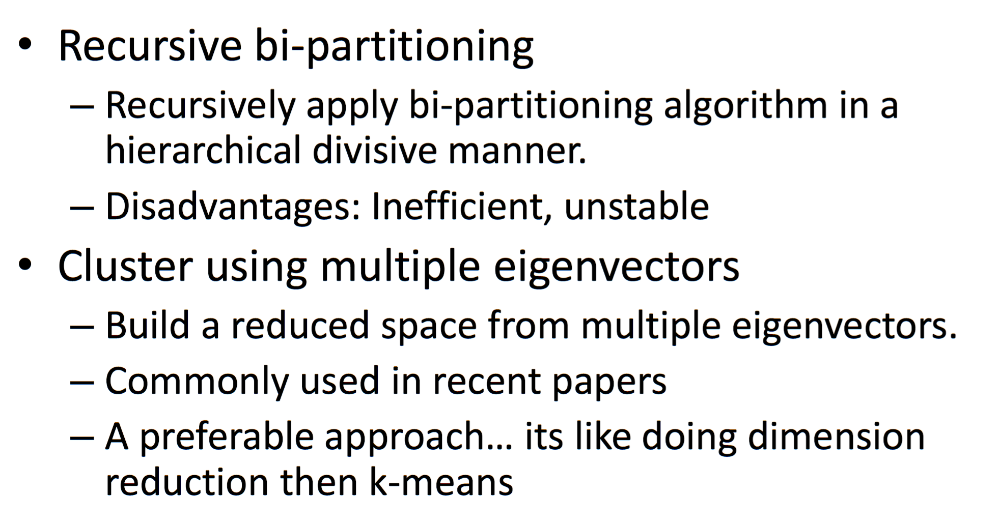 • Recursive bi-partitioning
– Recursively apply bi-partitioning algorithm in a
hierarchical divisive manner.
– Disadvantages: Inefficient, unstable
• Cluster using multiple eigenvectors
– Build a reduced space from multiple eigenvectors.
– Commonly used in recent papers
– A preferable approach... its like doing dimension
reduction then k-means